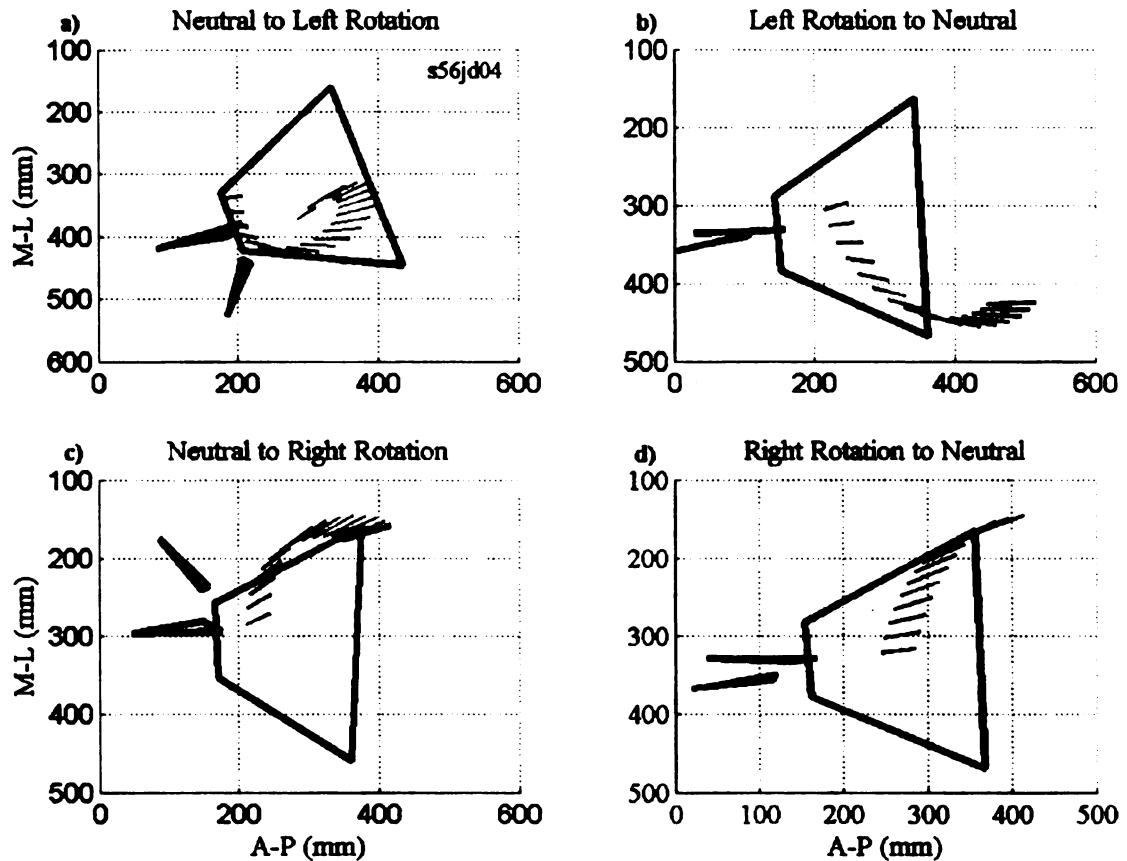 a) Neutral to Left Rotation
s56jd04
100
200
300
400
500
600
M-L (mm)
0 200 400 600
b) Left Rotation to Neutral
100
200
300
400
500
0 200 400 600
c) Neutral to Right Rotation
100
200
300
400
500
M-L (mm)
0 200 400 600
A-P (mm)
d) Right Rotation to Neutral
100
200
300
400
500
0 100 200 300 400 500
A-P (mm)